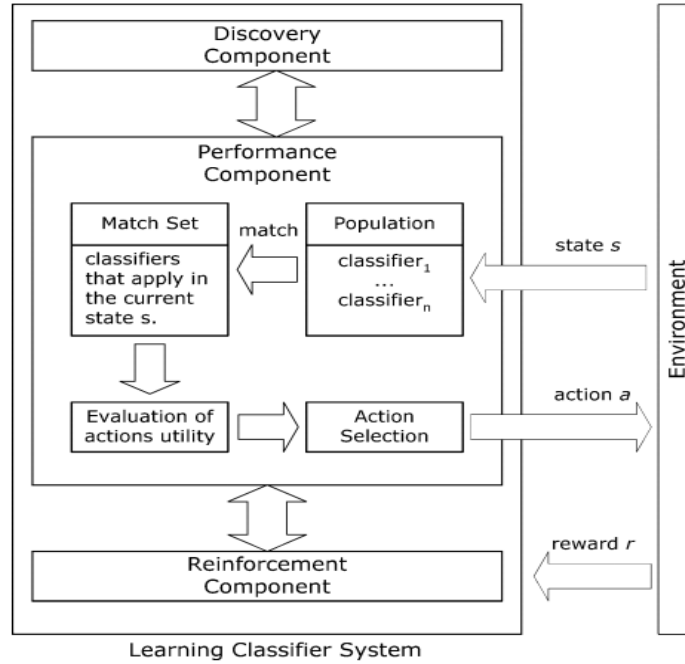 Discovery
Component
Performance
Component
Match Set
classifiers
that apply in
the current
state s.
match
Population
classifier₁
...
classifierₙ
state s
Evaluation of
actions utility
Action
Selection
action a
Reinforcement
Component
reward r
Environment
Learning Classifier System